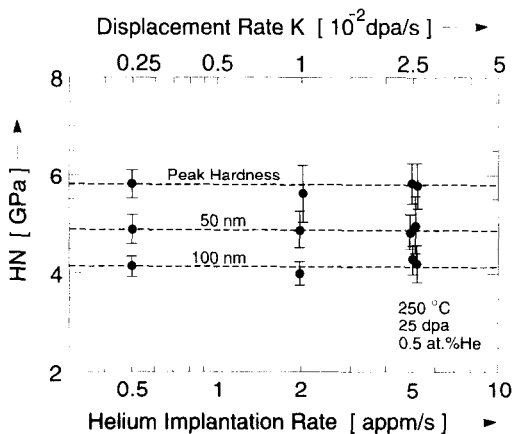 Displacement Rate K [ 10⁻² dpa/s ]
0.25 0.5 1 2.5
8
6
4
2
HN [ GPa ]
Peak Hardness
50 nm
100 nm
250 °C
25 dpa
0.5 at.%He
0.5 1 2 5 10
Helium Implantation Rate [ appm/s ]